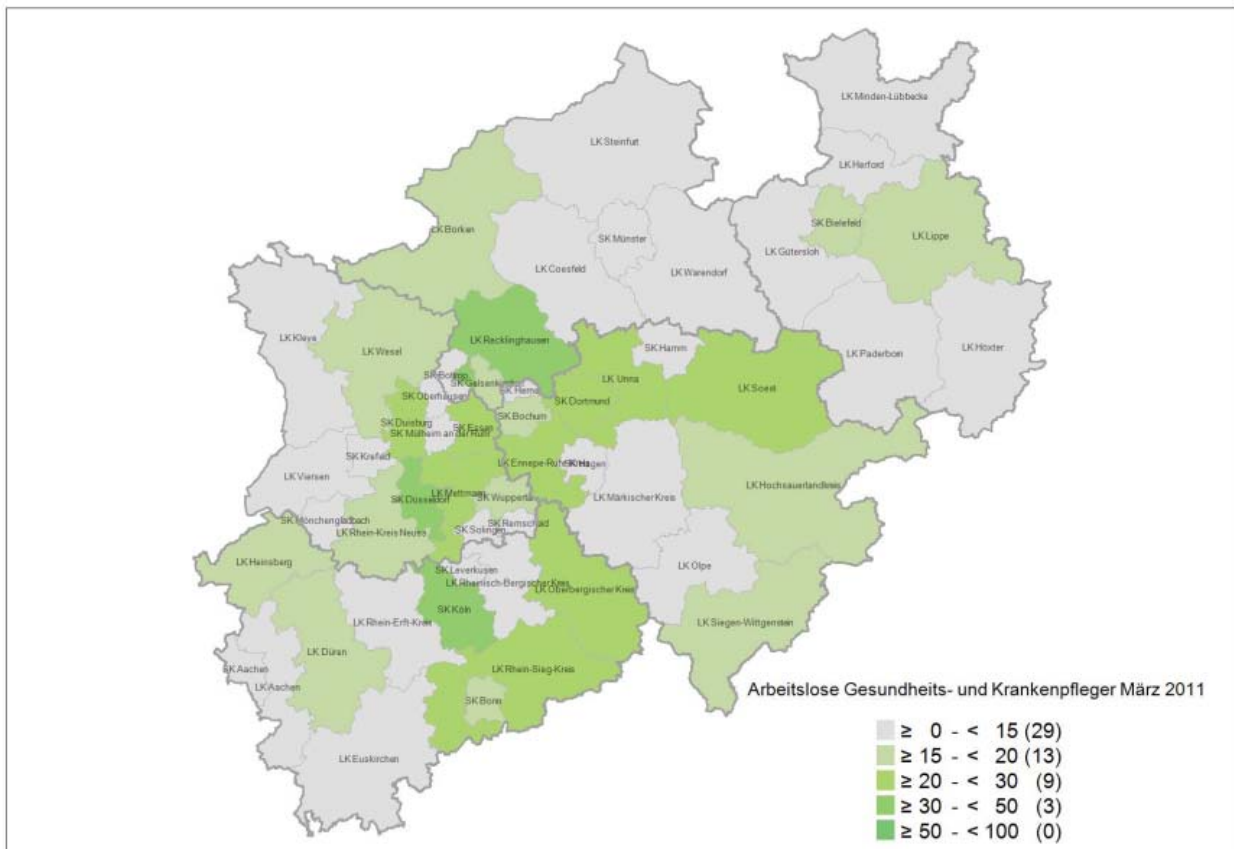 LK Minden-Lübbecke
LK Steinfurt
LK Herford
SK Bielefeld
LK Lippe
LK Borken
SK Münster
LK Gütersloh
LK Coesfeld
LK Warendorf
LK Kleve
LK Recklinghausen
SK Hamm
LK Paderborn
LK Höxter
LK Wesel
SK Bottrop
SK Gelsenkirchen
LK Unna
LK Soest
SK Oberhausen
SK Herne
SK Dortmund
SK Bochum
SK Duisburg
SK Essen
SK Mülheim an der Ruhr
SK Krefeld
LK Ennepe-Ruhr-Kreis
SK Hagen
LK Viersen
LK Hochsauerlandkreis
SK Düsseldorf
LK Mettmann
SK Wuppertal
LK Märkischer Kreis
SK Mönchengladbach
SK Solingen
SK Remscheid
LK Rhein-Kreis Neuss
LK Heinsberg
SK Leverkusen
LK Rheinisch-Bergischer Kreis
LK Olpe
LK Oberbergischer Kreis
SK Köln
LK Rhein-Erft-Kreis
LK Siegen-Wittgenstein
LK Düren
LK Rhein-Sieg-Kreis
SK Aachen
LK Aachen
SK Bonn
LK Euskirchen
Arbeitslose Gesundheits- und Krankenpfleger März 2011
≥ 0 - < 15 (29)
≥ 15 - < 20 (13)
≥ 20 - < 30 (9)
≥ 30 - < 50 (3)
≥ 50 - < 100 (0)